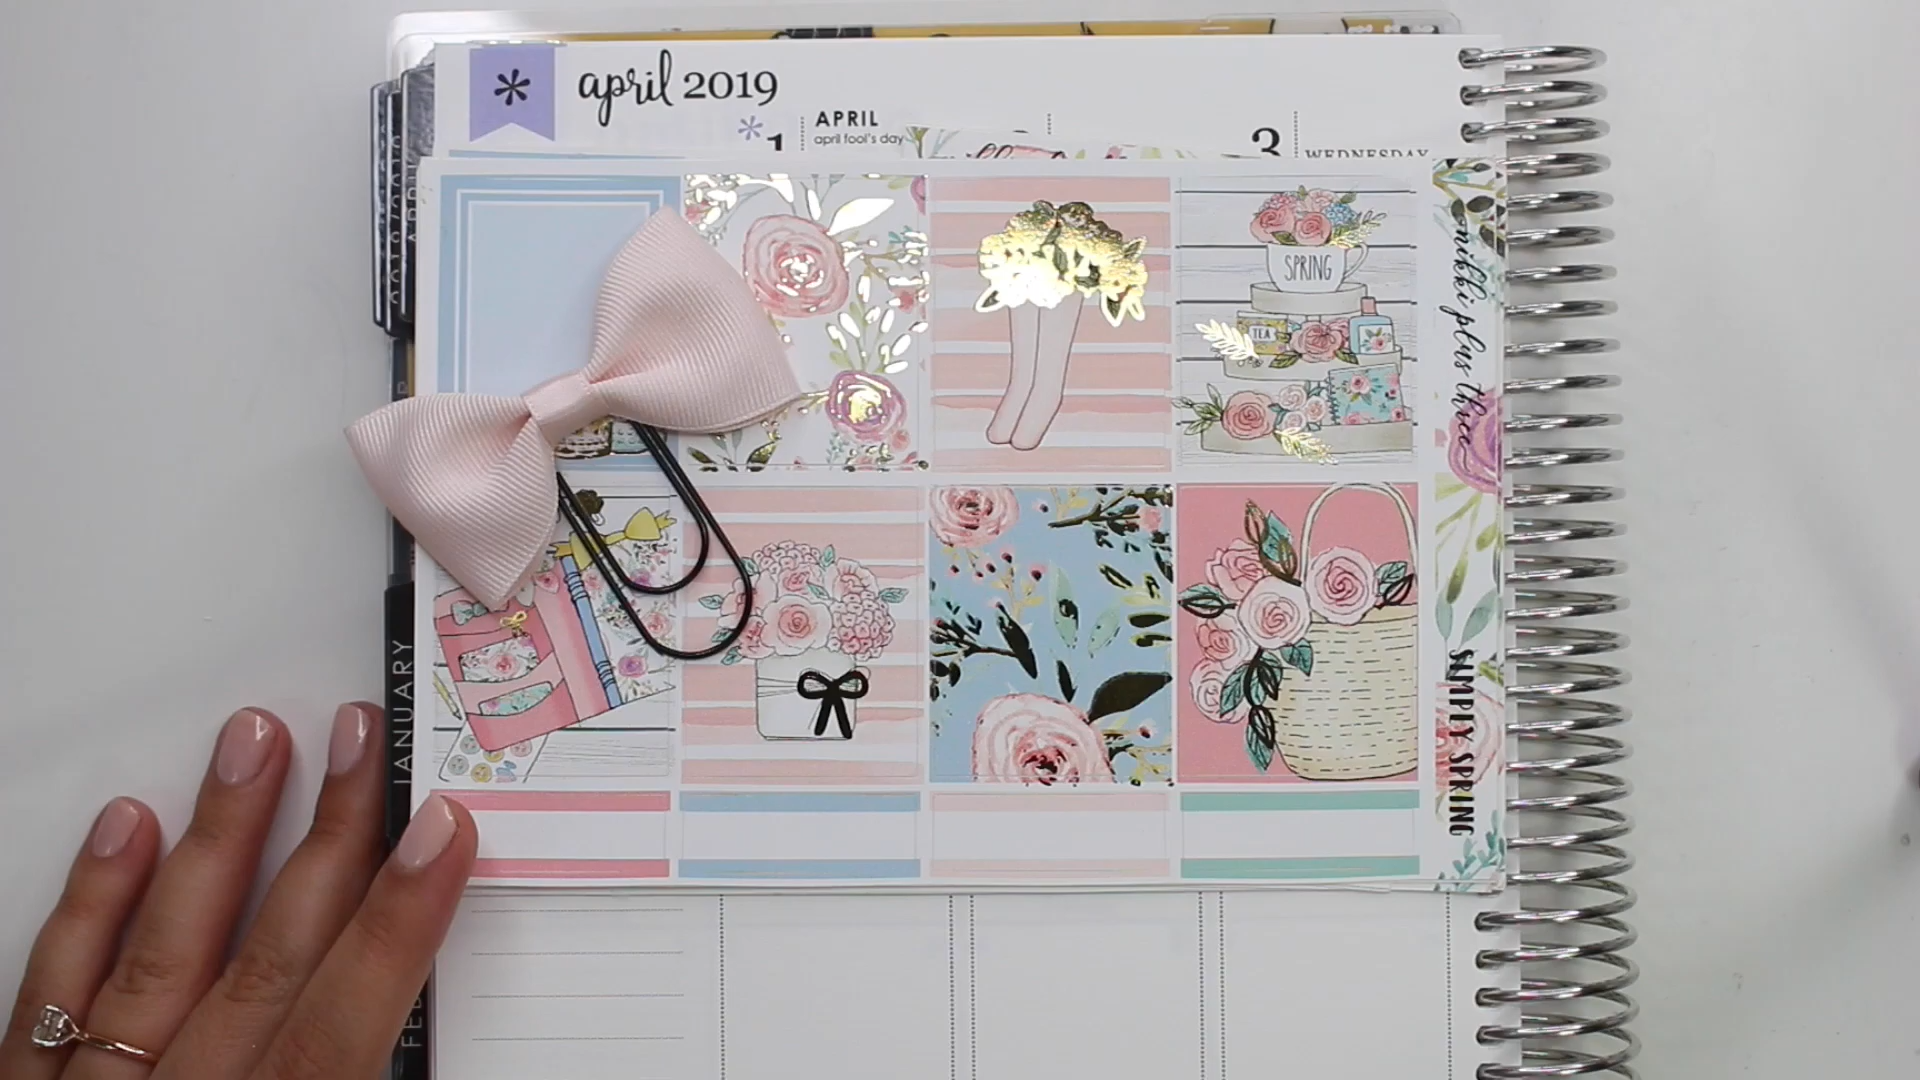 * april 2019
* 1
APRIL
april fool's day
3
WEDNESDAY
SPRING
TEA
nikki plus three
SIMPLY SPRING
JANUARY